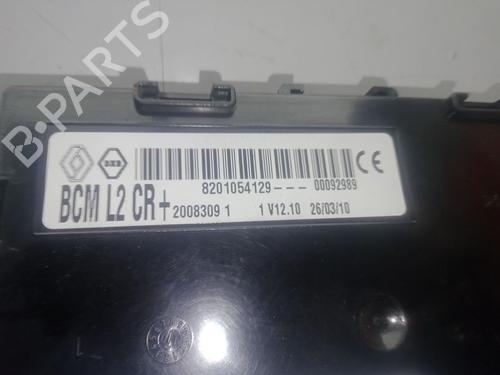 B-PARTS
8201054129--- 00092989
BCM L2 CR+ 2008309 1 1 V12.10 26/03/10
CE
L